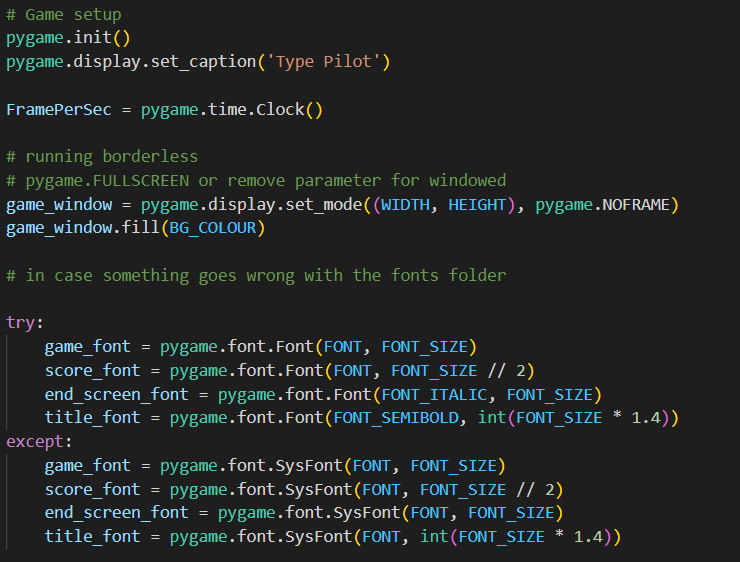 # Game setup
pygame.init()
pygame.display.set_caption('Type Pilot')
FramePerSec = pygame.time.Clock()
# running borderless
# pygame.FULLSCREEN or remove parameter for windowed
game_window = pygame.display.set_mode((WIDTH, HEIGHT), pygame.NOFRAME)
game_window.fill(BG_COLOUR)
# in case something goes wrong with the fonts folder
try:
    game_font = pygame.font.Font(FONT, FONT_SIZE)
    score_font = pygame.font.Font(FONT, FONT_SIZE // 2)
    end_screen_font = pygame.font.Font(FONT_ITALIC, FONT_SIZE)
    title_font = pygame.font.Font(FONT_SEMIBOLD, int(FONT_SIZE * 1.4))
except:
    game_font = pygame.font.SysFont(FONT, FONT_SIZE)
    score_font = pygame.font.SysFont(FONT, FONT_SIZE // 2)
    end_screen_font = pygame.font.SysFont(FONT, FONT_SIZE)
    title_font = pygame.font.SysFont(FONT, int(FONT_SIZE * 1.4))